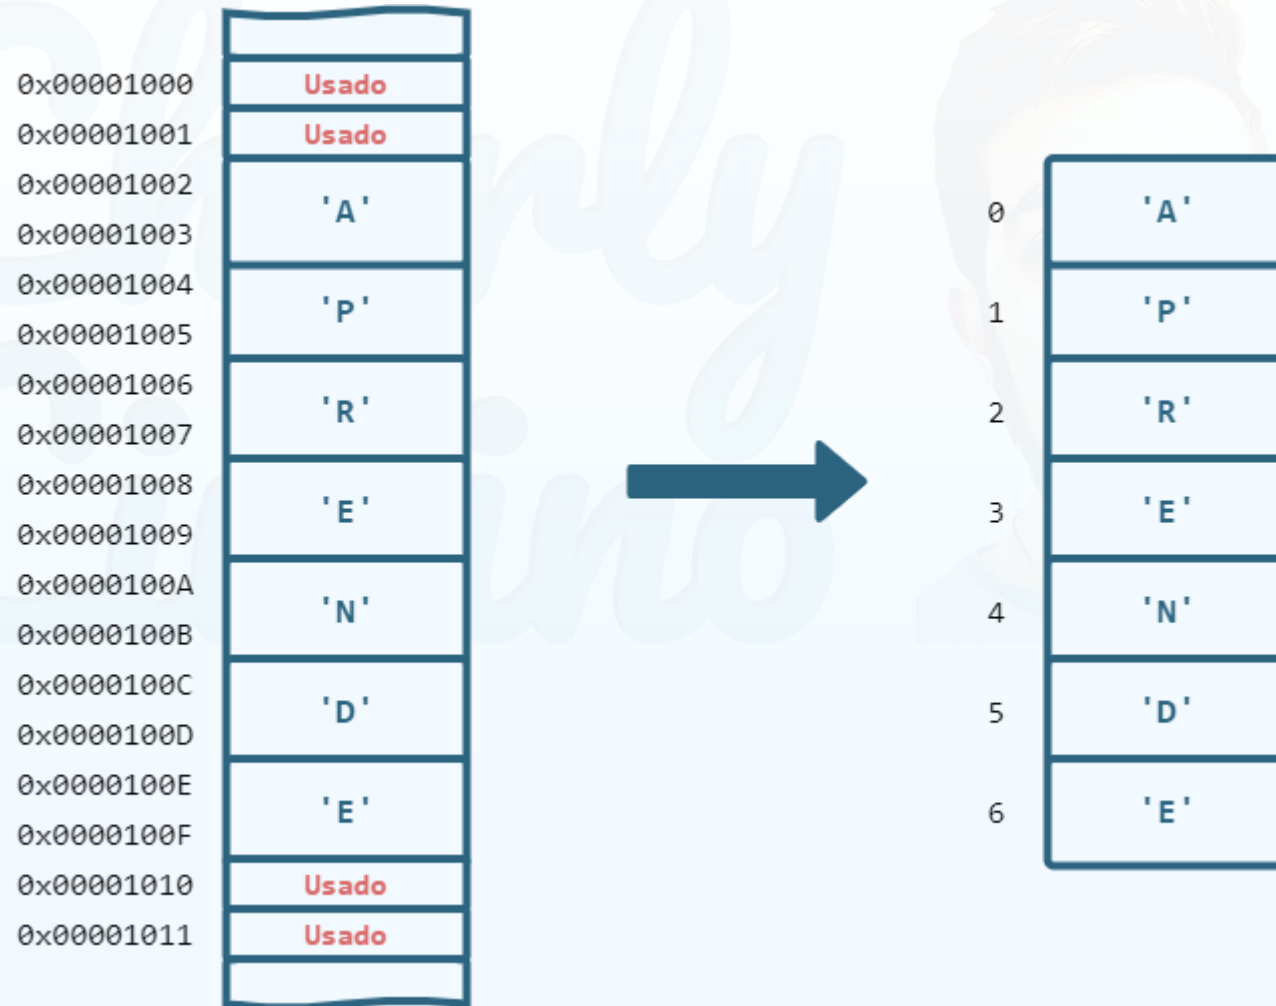 0x00001000 Usado
0x00001001 Usado
0x00001002
'A'
0x00001003
0x00001004
'P'
0x00001005
0x00001006
'R'
0x00001007
0x00001008
'E'
0x00001009
0x0000100A
'N'
0x0000100B
0x0000100C
'D'
0x0000100D
0x0000100E
'E'
0x0000100F
0x00001010 Usado
0x00001011 Usado
0 'A'
1 'P'
2 'R'
3 'E'
4 'N'
5 'D'
6 'E'